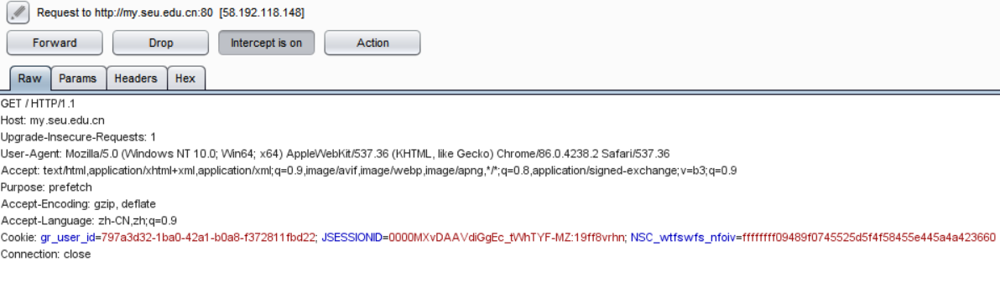 Request to http://my.seu.edu.cn:80 [58.192.118.148]
Forward Drop Intercept is on Action
Raw Params Headers Hex
GET / HTTP/1.1
Host: my.seu.edu.cn
Upgrade-Insecure-Requests: 1
User-Agent: Mozilla/5.0 (Windows NT 10.0; Win64; x64) AppleWebKit/537.36 (KHTML, like Gecko) Chrome/86.0.4238.2 Safari/537.36
Accept: text/html,application/xhtml+xml,application/xml;q=0.9,image/avif,image/webp,image/apng,*/*;q=0.8,application/signed-exchange;v=b3;q=0.9
Purpose: prefetch
Accept-Encoding: gzip, deflate
Accept-Language: zh-CN,zh;q=0.9
Cookie: gr_user_id=797a3d32-1ba0-42a1-b0a8-f372811fbd22; JSESSIONID=0000MXvDAAVdiGgEc_tWhTYF-MZ:19ff8vrhn; NSC_wtfswfs_nfoiv=ffffffff09489f0745525d5f4f58455e445a4a423660
Connection: close